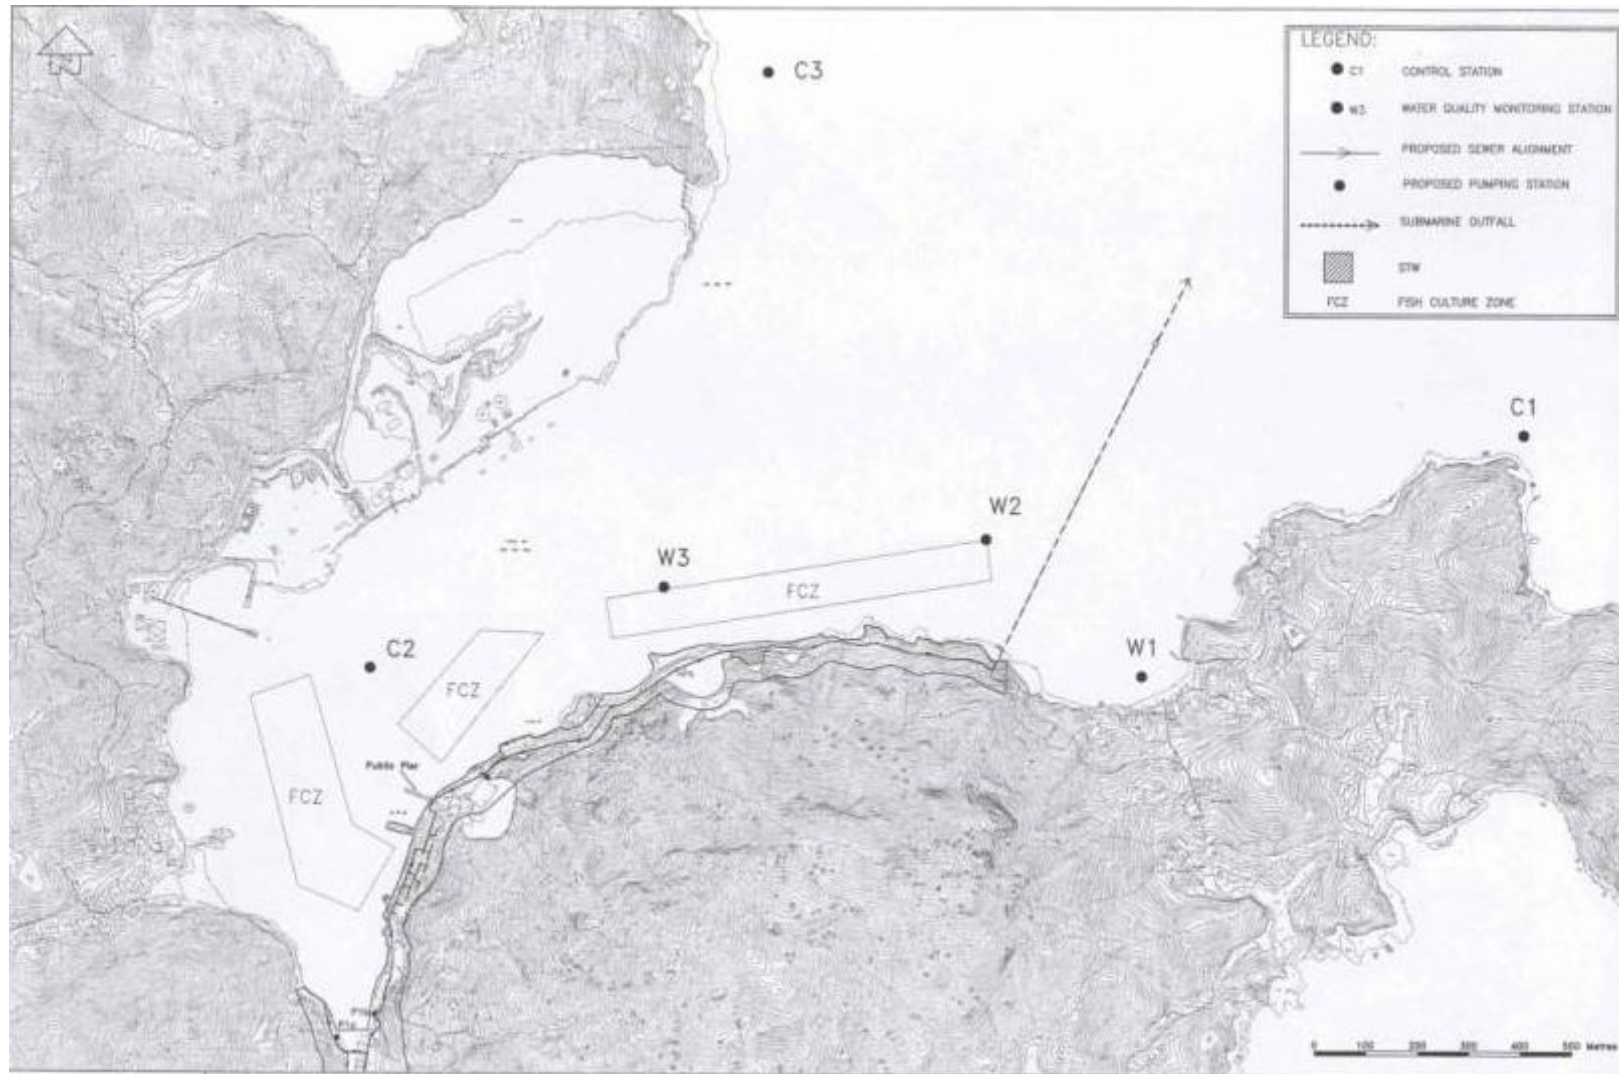 N
C3
LEGEND:
C1 CONTROL STATION
W3 WATER QUALITY MONITORING STATION
PROPOSED SEWER ALIGNMENT
PROPOSED PUMPING STATION
SUBMARINE OUTFALL
STW
FCZ FISH CULTURE ZONE
C1
W2
W3
FCZ
C2
W1
FCZ
Public Pier
FCZ
0 100 200 300 400 500 Metres